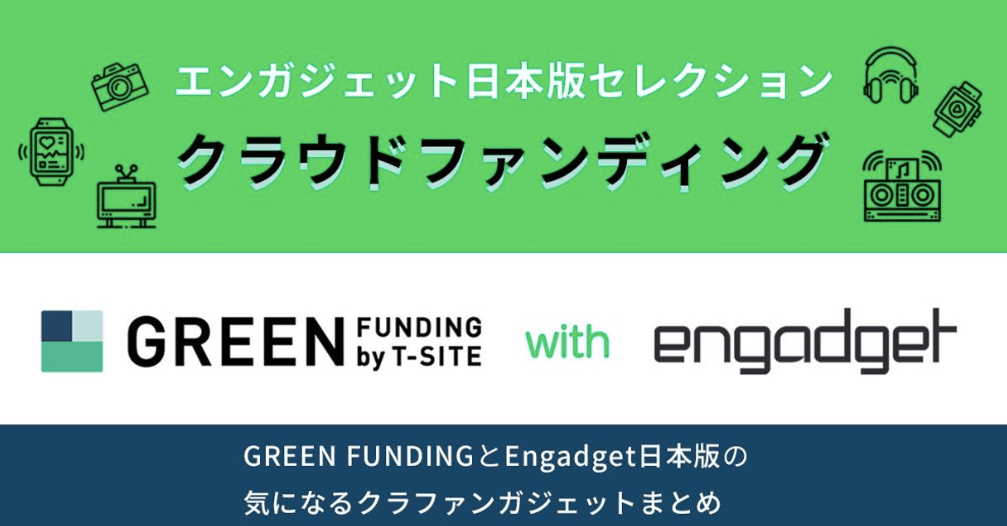 エンガジェット日本版セレクション
クラウドファンディング
GREEN FUNDING by T-SITE with engadget
GREEN FUNDINGとEngadget日本版の
気になるクラファンガジェットまとめ